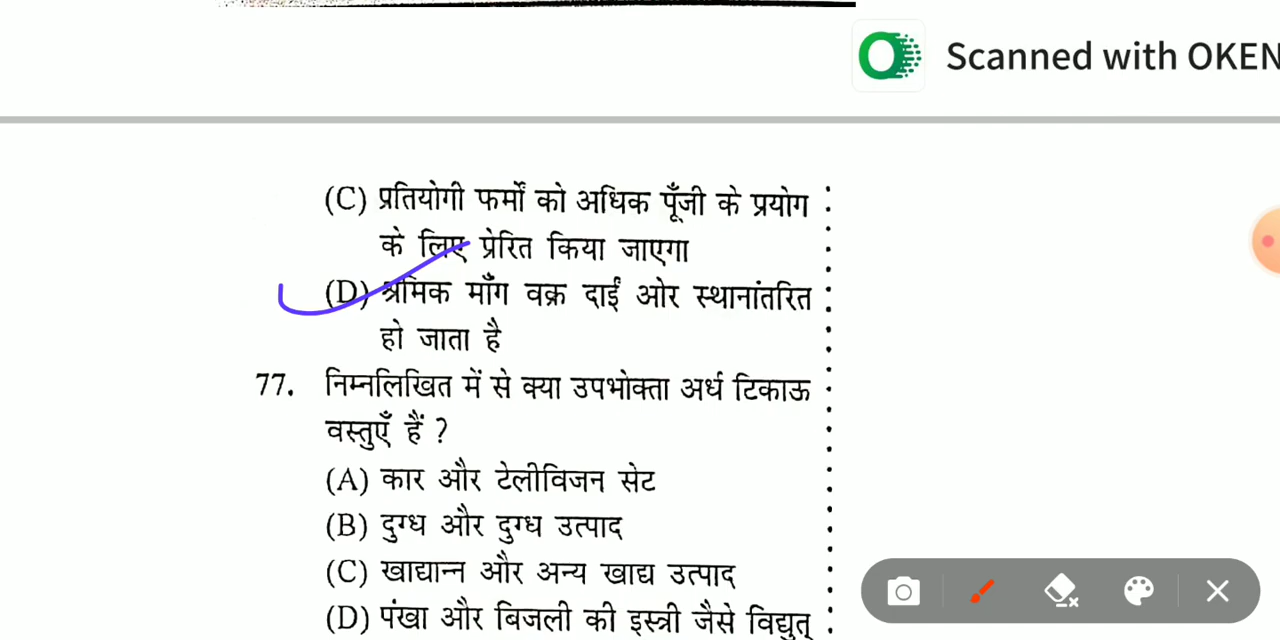 Scanned with OKEN
(C) प्रतियोगी फर्मों को अधिक पूँजी के प्रयोग
के लिए प्रेरित किया जाएगा
(D) श्रमिक माँग वक्र दाईं ओर स्थानांतरित
हो जाता है
77. निम्नलिखित में से क्या उपभोक्ता अर्ध टिकाऊ
वस्तुएँ हैं ?
(A) कार और टेलीविजन सेट
(B) दुग्ध और दुग्ध उत्पाद
(C) खाद्यान्न और अन्य खाद्य उत्पाद
(D) पंखा और बिजली की इस्त्री जैसे विद्युत्